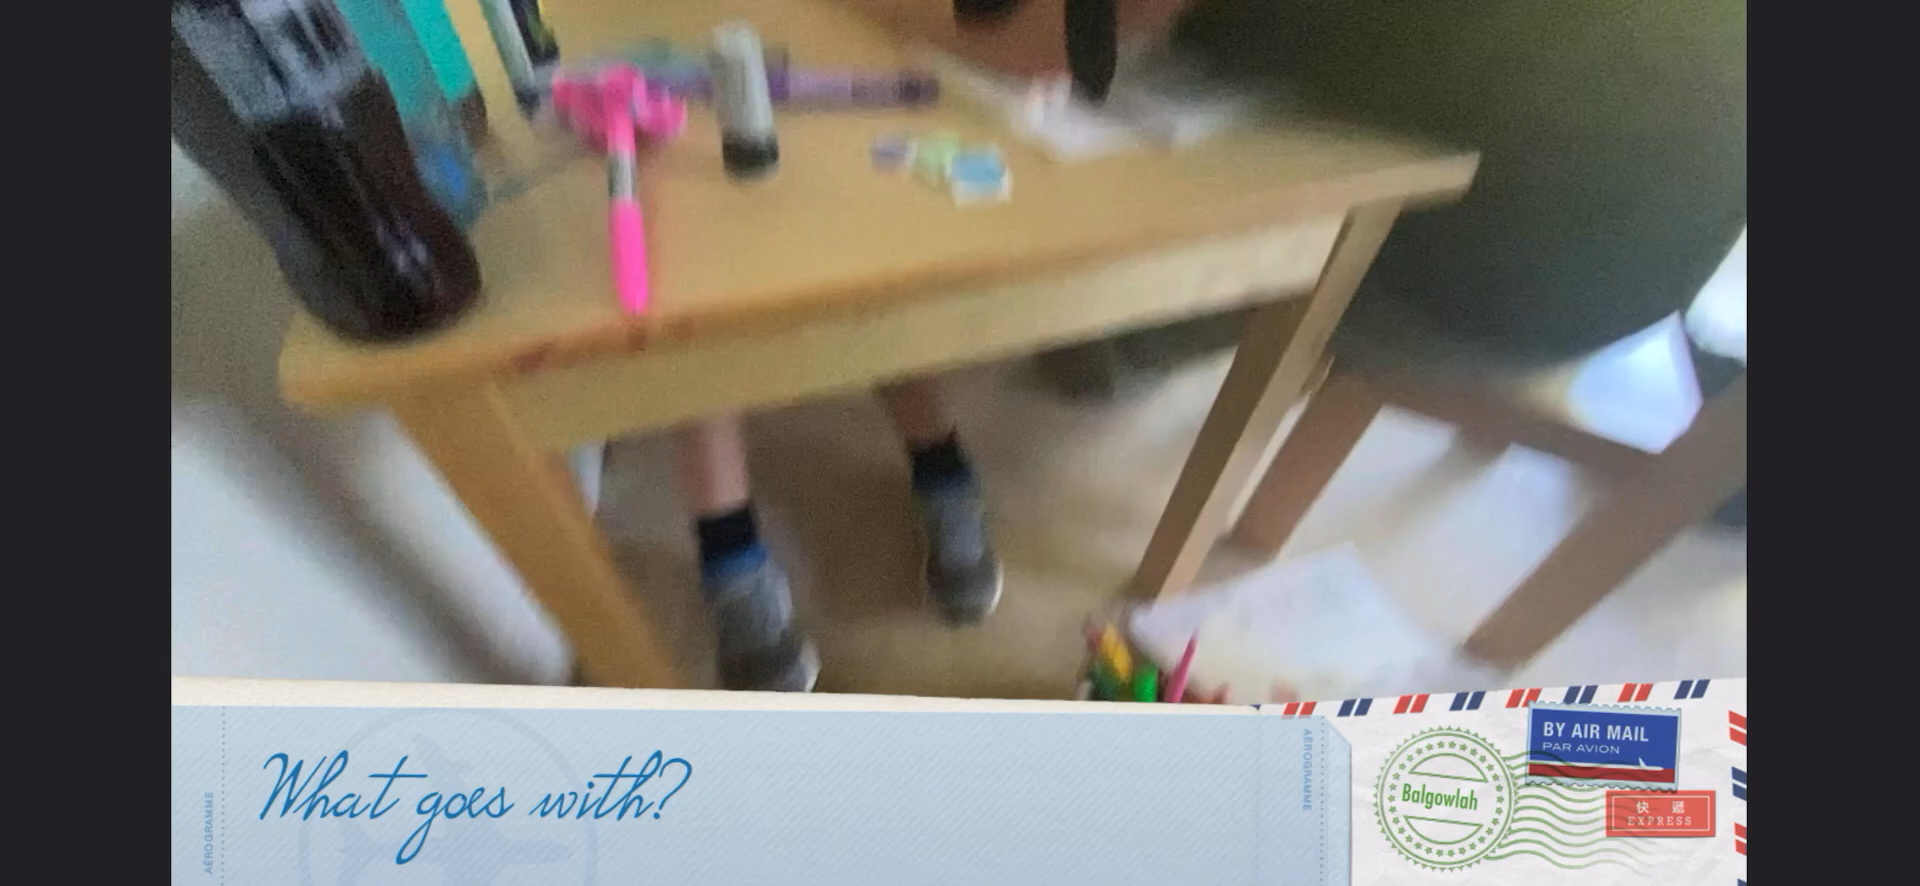 What goes with?
AÉROGRAMME
AÉROGRAMME
Balgowlah
BY AIR MAIL
PAR AVION
快遞
EXPRESS